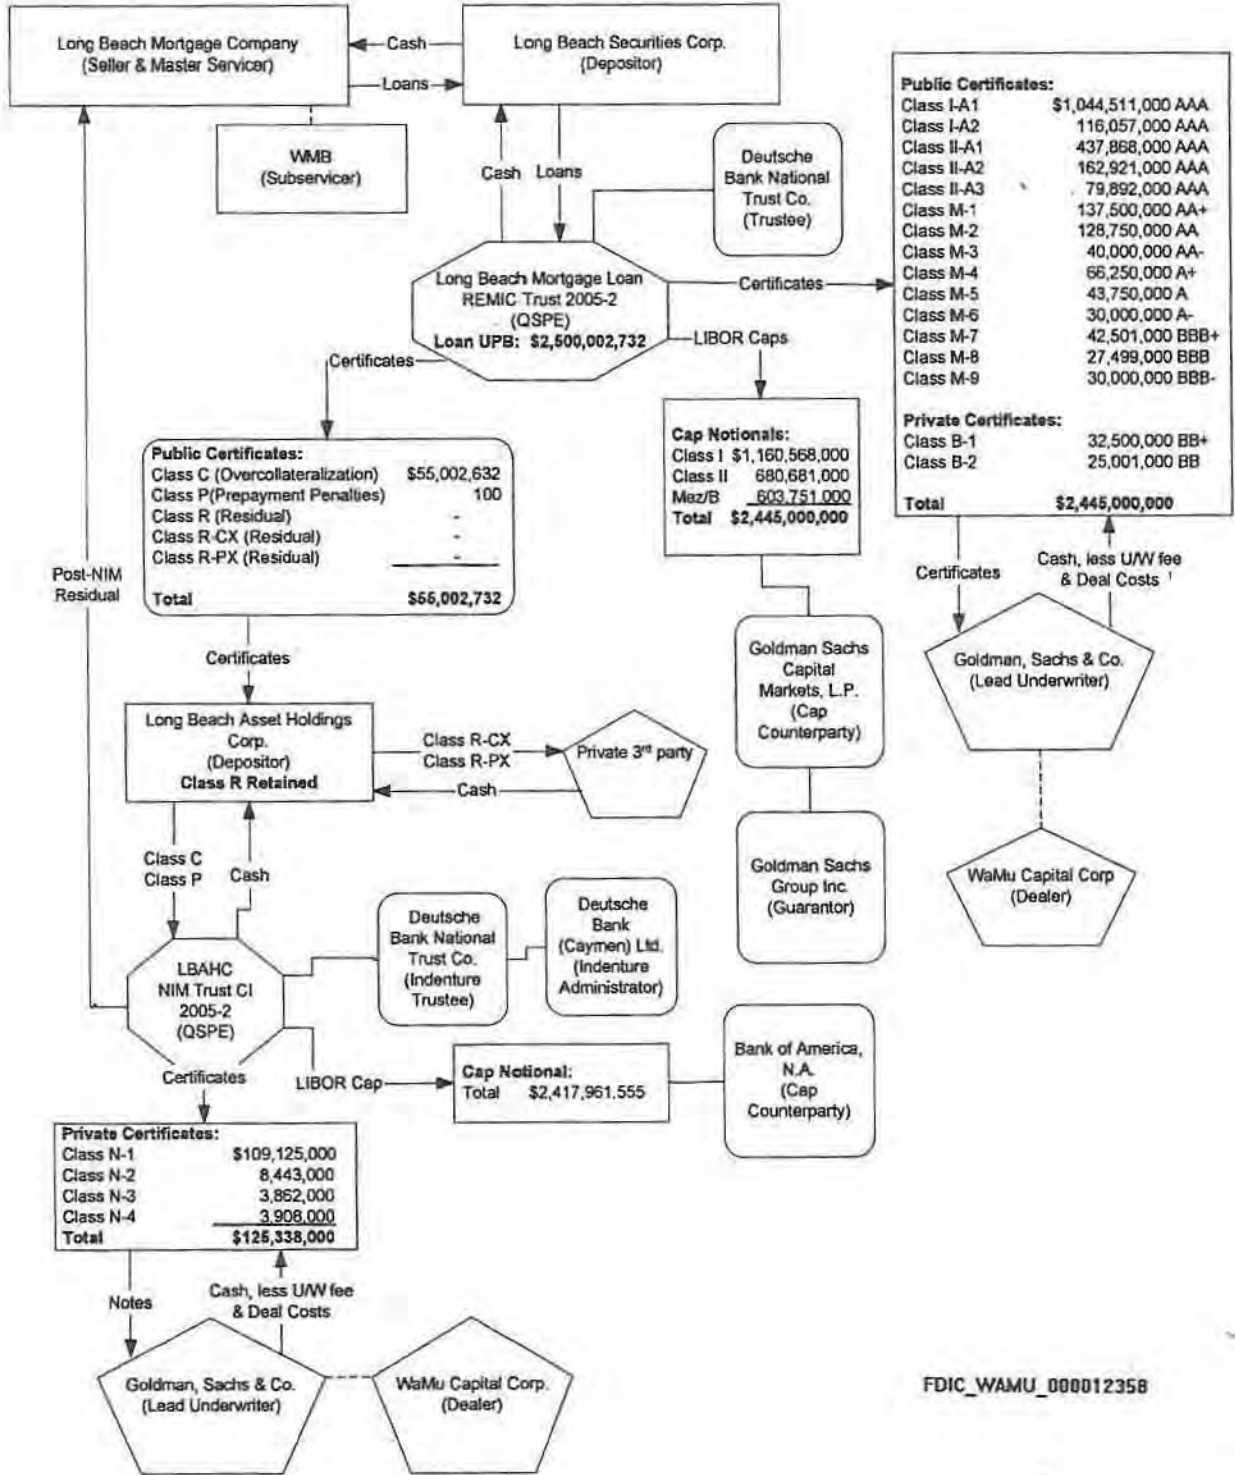 Long Beach Mortgage Company
(Seller & Master Servicer)
Cash
Loans
Long Beach Securities Corp.
(Depositor)
WMB
(Subservicer)
Cash
Loans
Deutsche
Bank National
Trust Co.
(Trustee)
Long Beach Mortgage Loan
REMIC Trust 2005-2
(QSPE)
Loan UPB: $2,500,002,732
Certificates
LIBOR Caps
Certificates
Public Certificates:
Class I-A1 $1,044,511,000 AAA
Class I-A2 116,057,000 AAA
Class II-A1 437,868,000 AAA
Class II-A2 162,921,000 AAA
Class II-A3 79,892,000 AAA
Class M-1 137,500,000 AA+
Class M-2 128,750,000 AA
Class M-3 40,000,000 AA-
Class M-4 66,250,000 A+
Class M-5 43,750,000 A
Class M-6 30,000,000 A-
Class M-7 42,501,000 BBB+
Class M-8 27,499,000 BBB
Class M-9 30,000,000 BBB-
Private Certificates:
Class B-1 32,500,000 BB+
Class B-2 25,001,000 BB
Total $2,445,000,000
Public Certificates:
Class C (Overcollateralization) $55,002,632
Class P(Prepayment Penalties) 100
Class R (Residual) -
Class R-CX (Residual) -
Class R-PX (Residual) -
Total $55,002,732
Cap Notionals:
Class I $1,160,568,000
Class II 680,681,000
Mez/B 603,751,000
Total $2,445,000,000
Post-NIM
Residual
Certificates
Certificates
Cash, less U/W fee
& Deal Costs
Goldman, Sachs & Co.
(Lead Underwriter)
Goldman Sachs
Capital
Markets, L.P.
(Cap
Counterparty)
Long Beach Asset Holdings
Corp.
(Depositor)
Class R Retained
Class R-CX
Class R-PX
Cash
Private 3rd party
Goldman Sachs
Group Inc.
(Guarantor)
WaMu Capital Corp
(Dealer)
Class C
Class P
Cash
LBAHC
NIM Trust CI
2005-2
(QSPE)
Deutsche
Bank National
Trust Co.
(Indenture
Trustee)
Deutsche
Bank
(Caymen) Ltd.
(Indenture
Administrator)
Certificates
LIBOR Cap
Cap Notional:
Total $2,417,961.555
Bank of America,
N.A.
(Cap
Counterparty)
Private Certificates:
Class N-1 $109,125,000
Class N-2 8,443,000
Class N-3 3,862,000
Class N-4 3,908,000
Total $125,338,000
Notes
Cash, less U/W fee
& Deal Costs
Goldman, Sachs & Co.
(Lead Underwriter)
WaMu Capital Corp.
(Dealer)
FDIC_WAMU_000012358